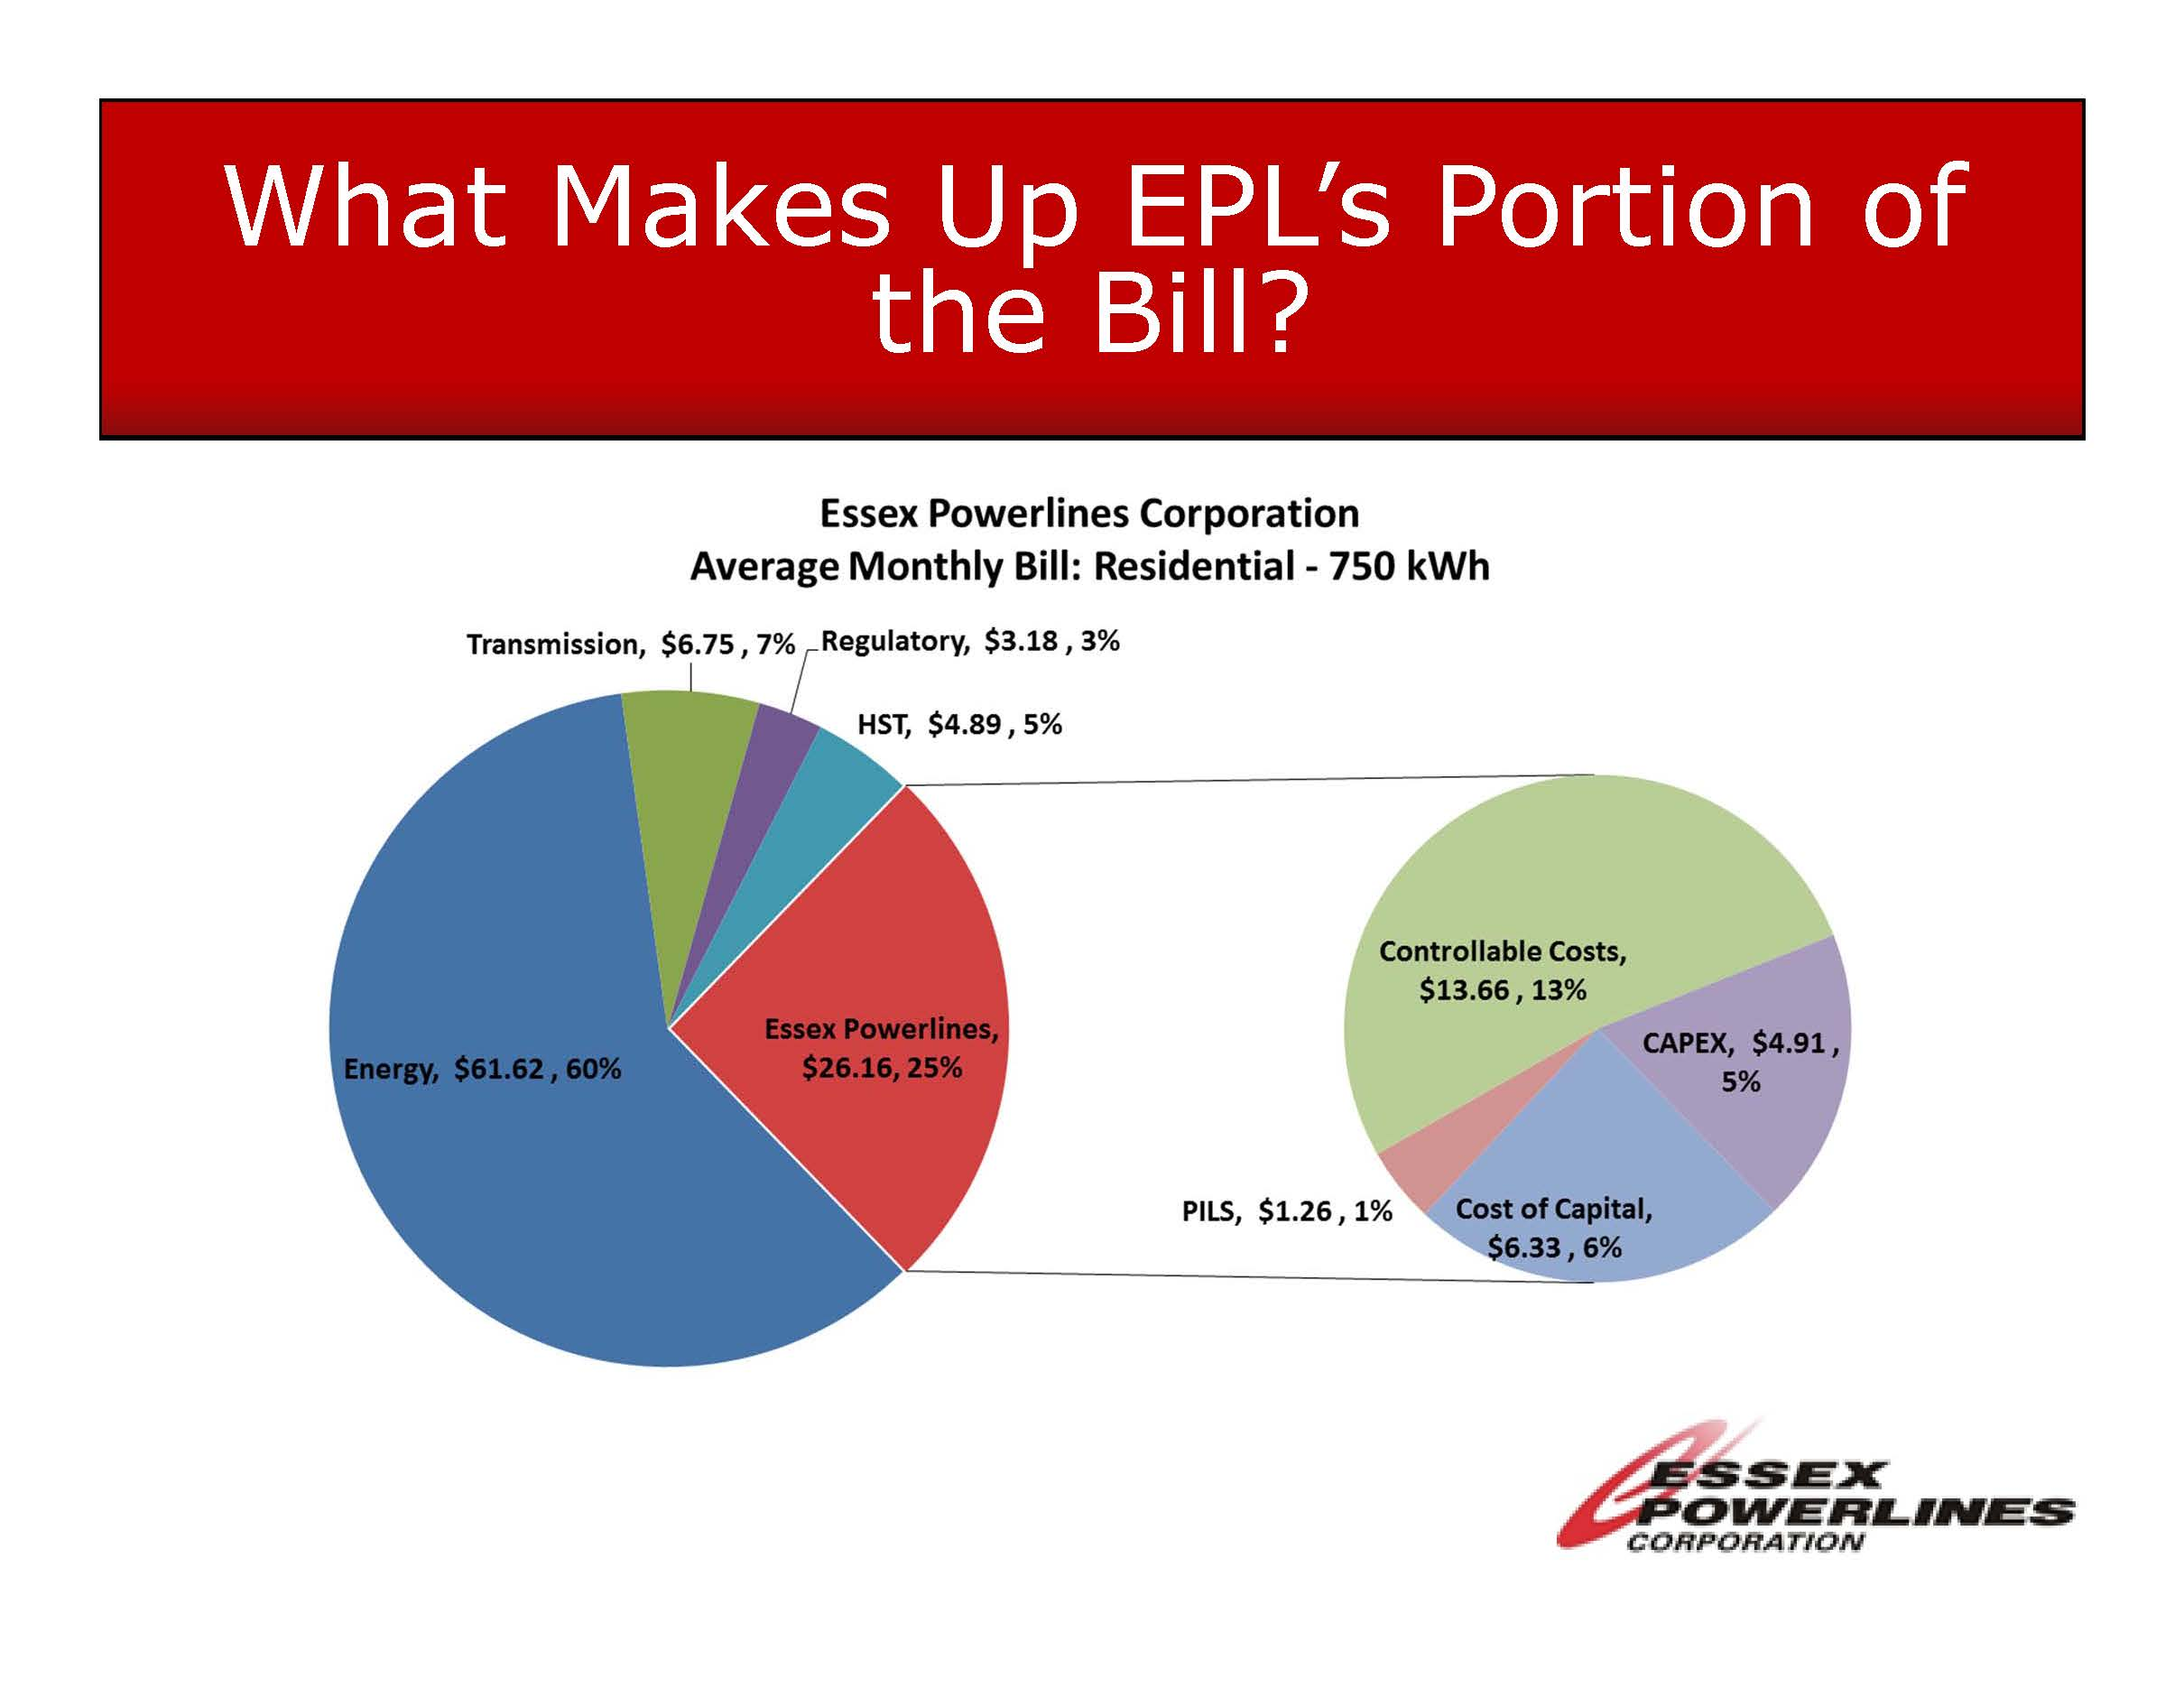 What Makes Up EPL’s Portion of
the Bill?
Essex Powerlines Corporation
Average Monthly Bill: Residential - 750 kWh
Transmission, $6.75 , 7%
Regulatory, $3.18 , 3%
HST, $4.89 , 5%
Essex Powerlines,
$26.16, 25%
Energy, $61.62 , 60%
Controllable Costs,
$13.66 , 13%
CAPEX, $4.91 ,
5%
PILS, $1.26 , 1%
Cost of Capital,
$6.33 , 6%
ESSEX
POWERLINES
CORPORATION